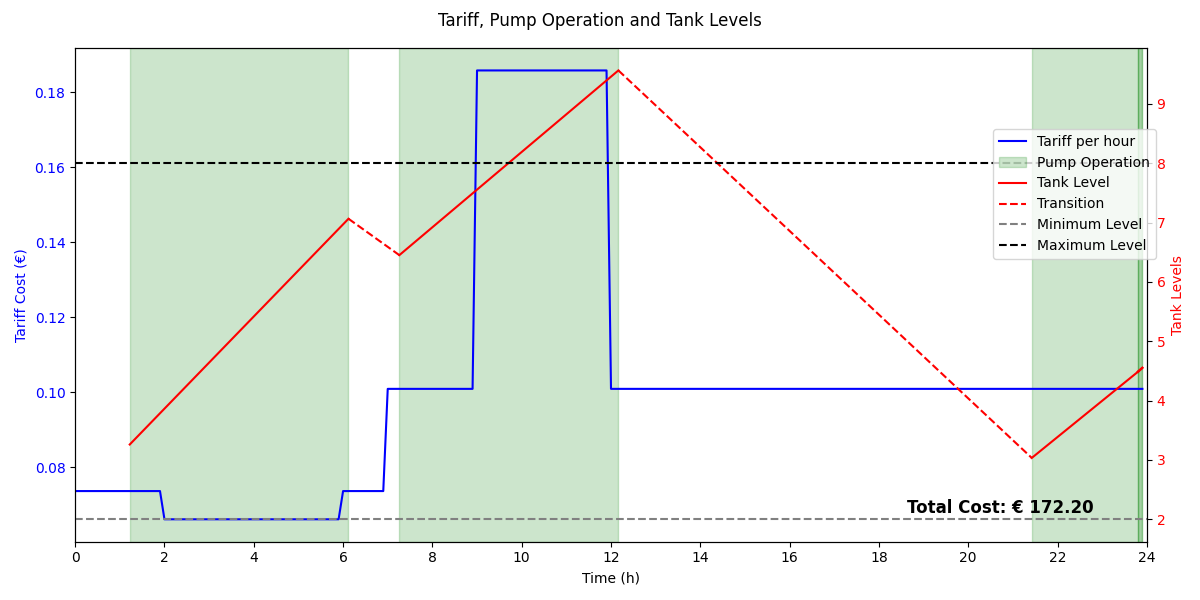 Tariff, Pump Operation and Tank Levels
Tariff Cost (€)
0.18
0.16
0.14
0.12
0.10
0.08
9
8
7
6
5
4
3
2
Tank Levels
Tariff per hour
Pump Operation
Tank Level
Transition
Minimum Level
Maximum Level
Total Cost: € 172.20
0 2 4 6 8 10 12 14 16 18 20 22 24
Time (h)